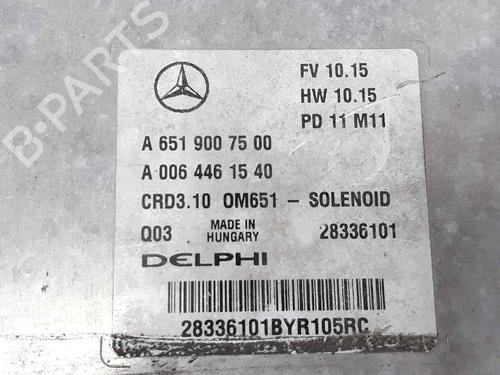 FV 10.15
HW 10.15
PD 11 M11
A 651 900 75 00
A 006 446 15 40
CRD3.10 OM651 - SOLENOID
Q03 MADE IN HUNGARY 28336101
DELPHI
28336101BYR105RC
B-PARTS